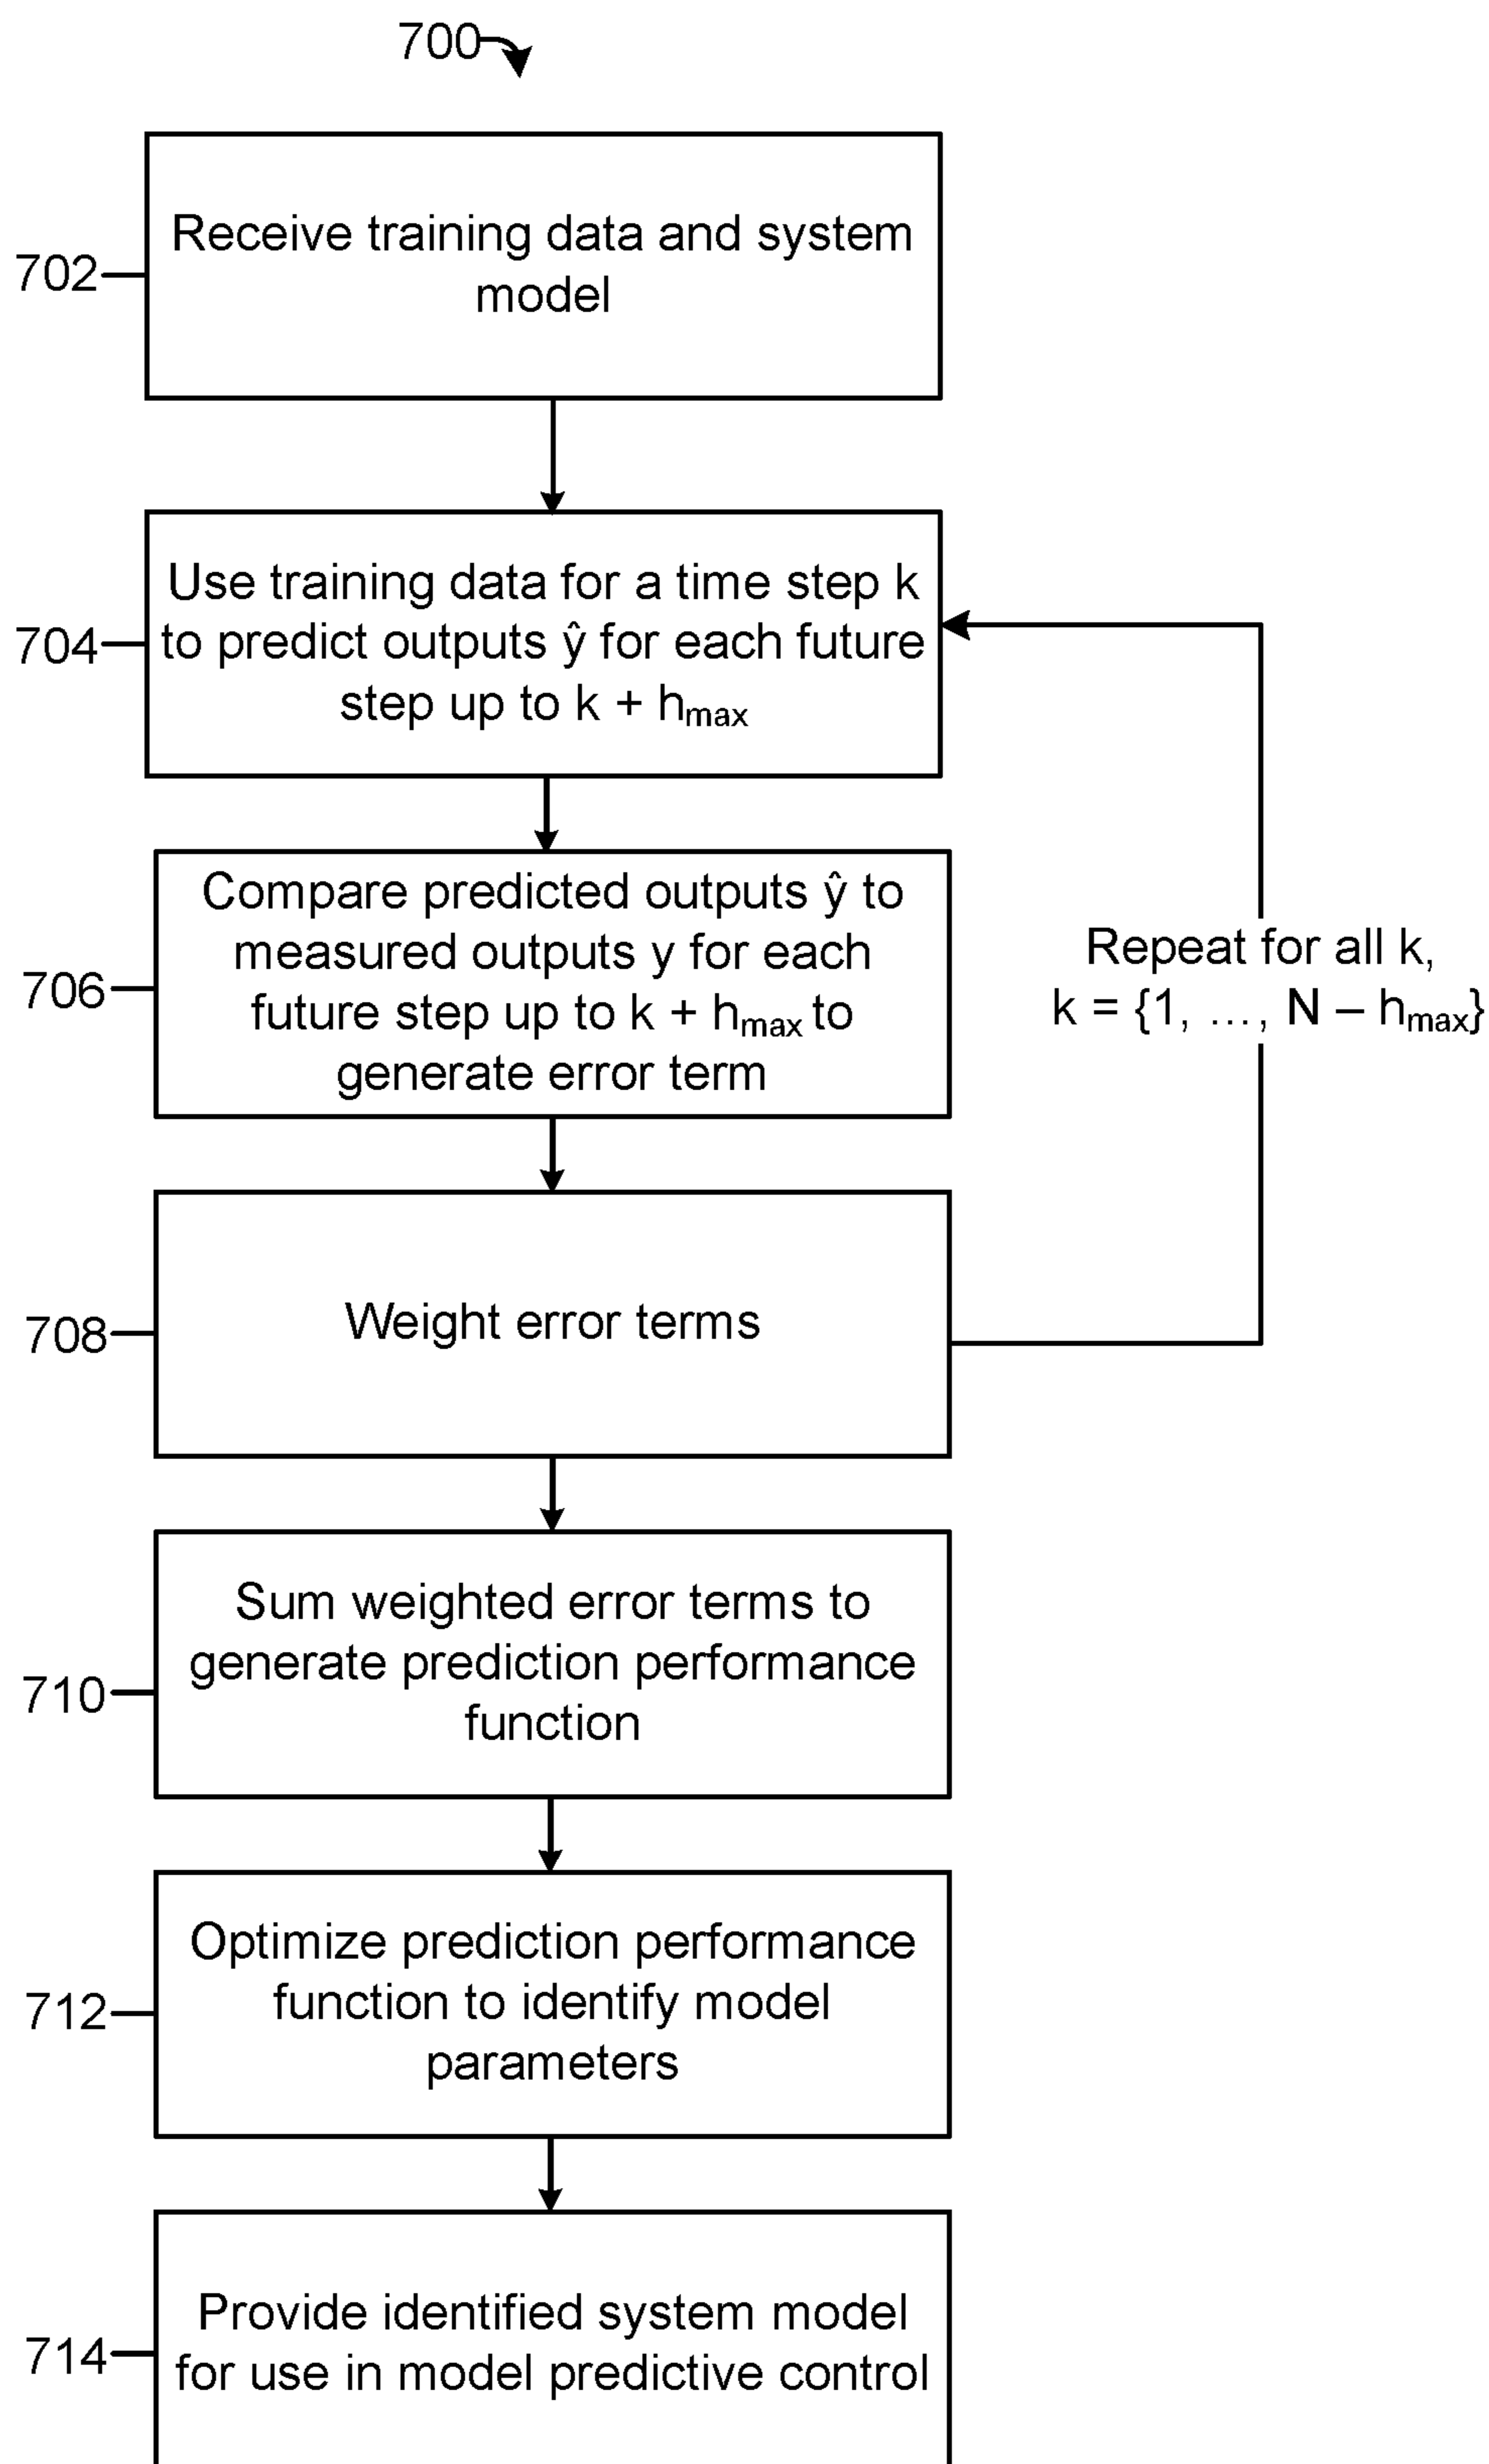 700
702
Receive training data and system
model
704
Use training data for a time step k
to predict outputs ŷ for each future
step up to k + hmax
706
Compare predicted outputs ŷ to
measured outputs y for each
future step up to k + hmax to
generate error term
Repeat for all k,
k = {1, …, N – hmax}
708
Weight error terms
710
Sum weighted error terms to
generate prediction performance
function
712
Optimize prediction performance
function to identify model
parameters
714
Provide identified system model
for use in model predictive control